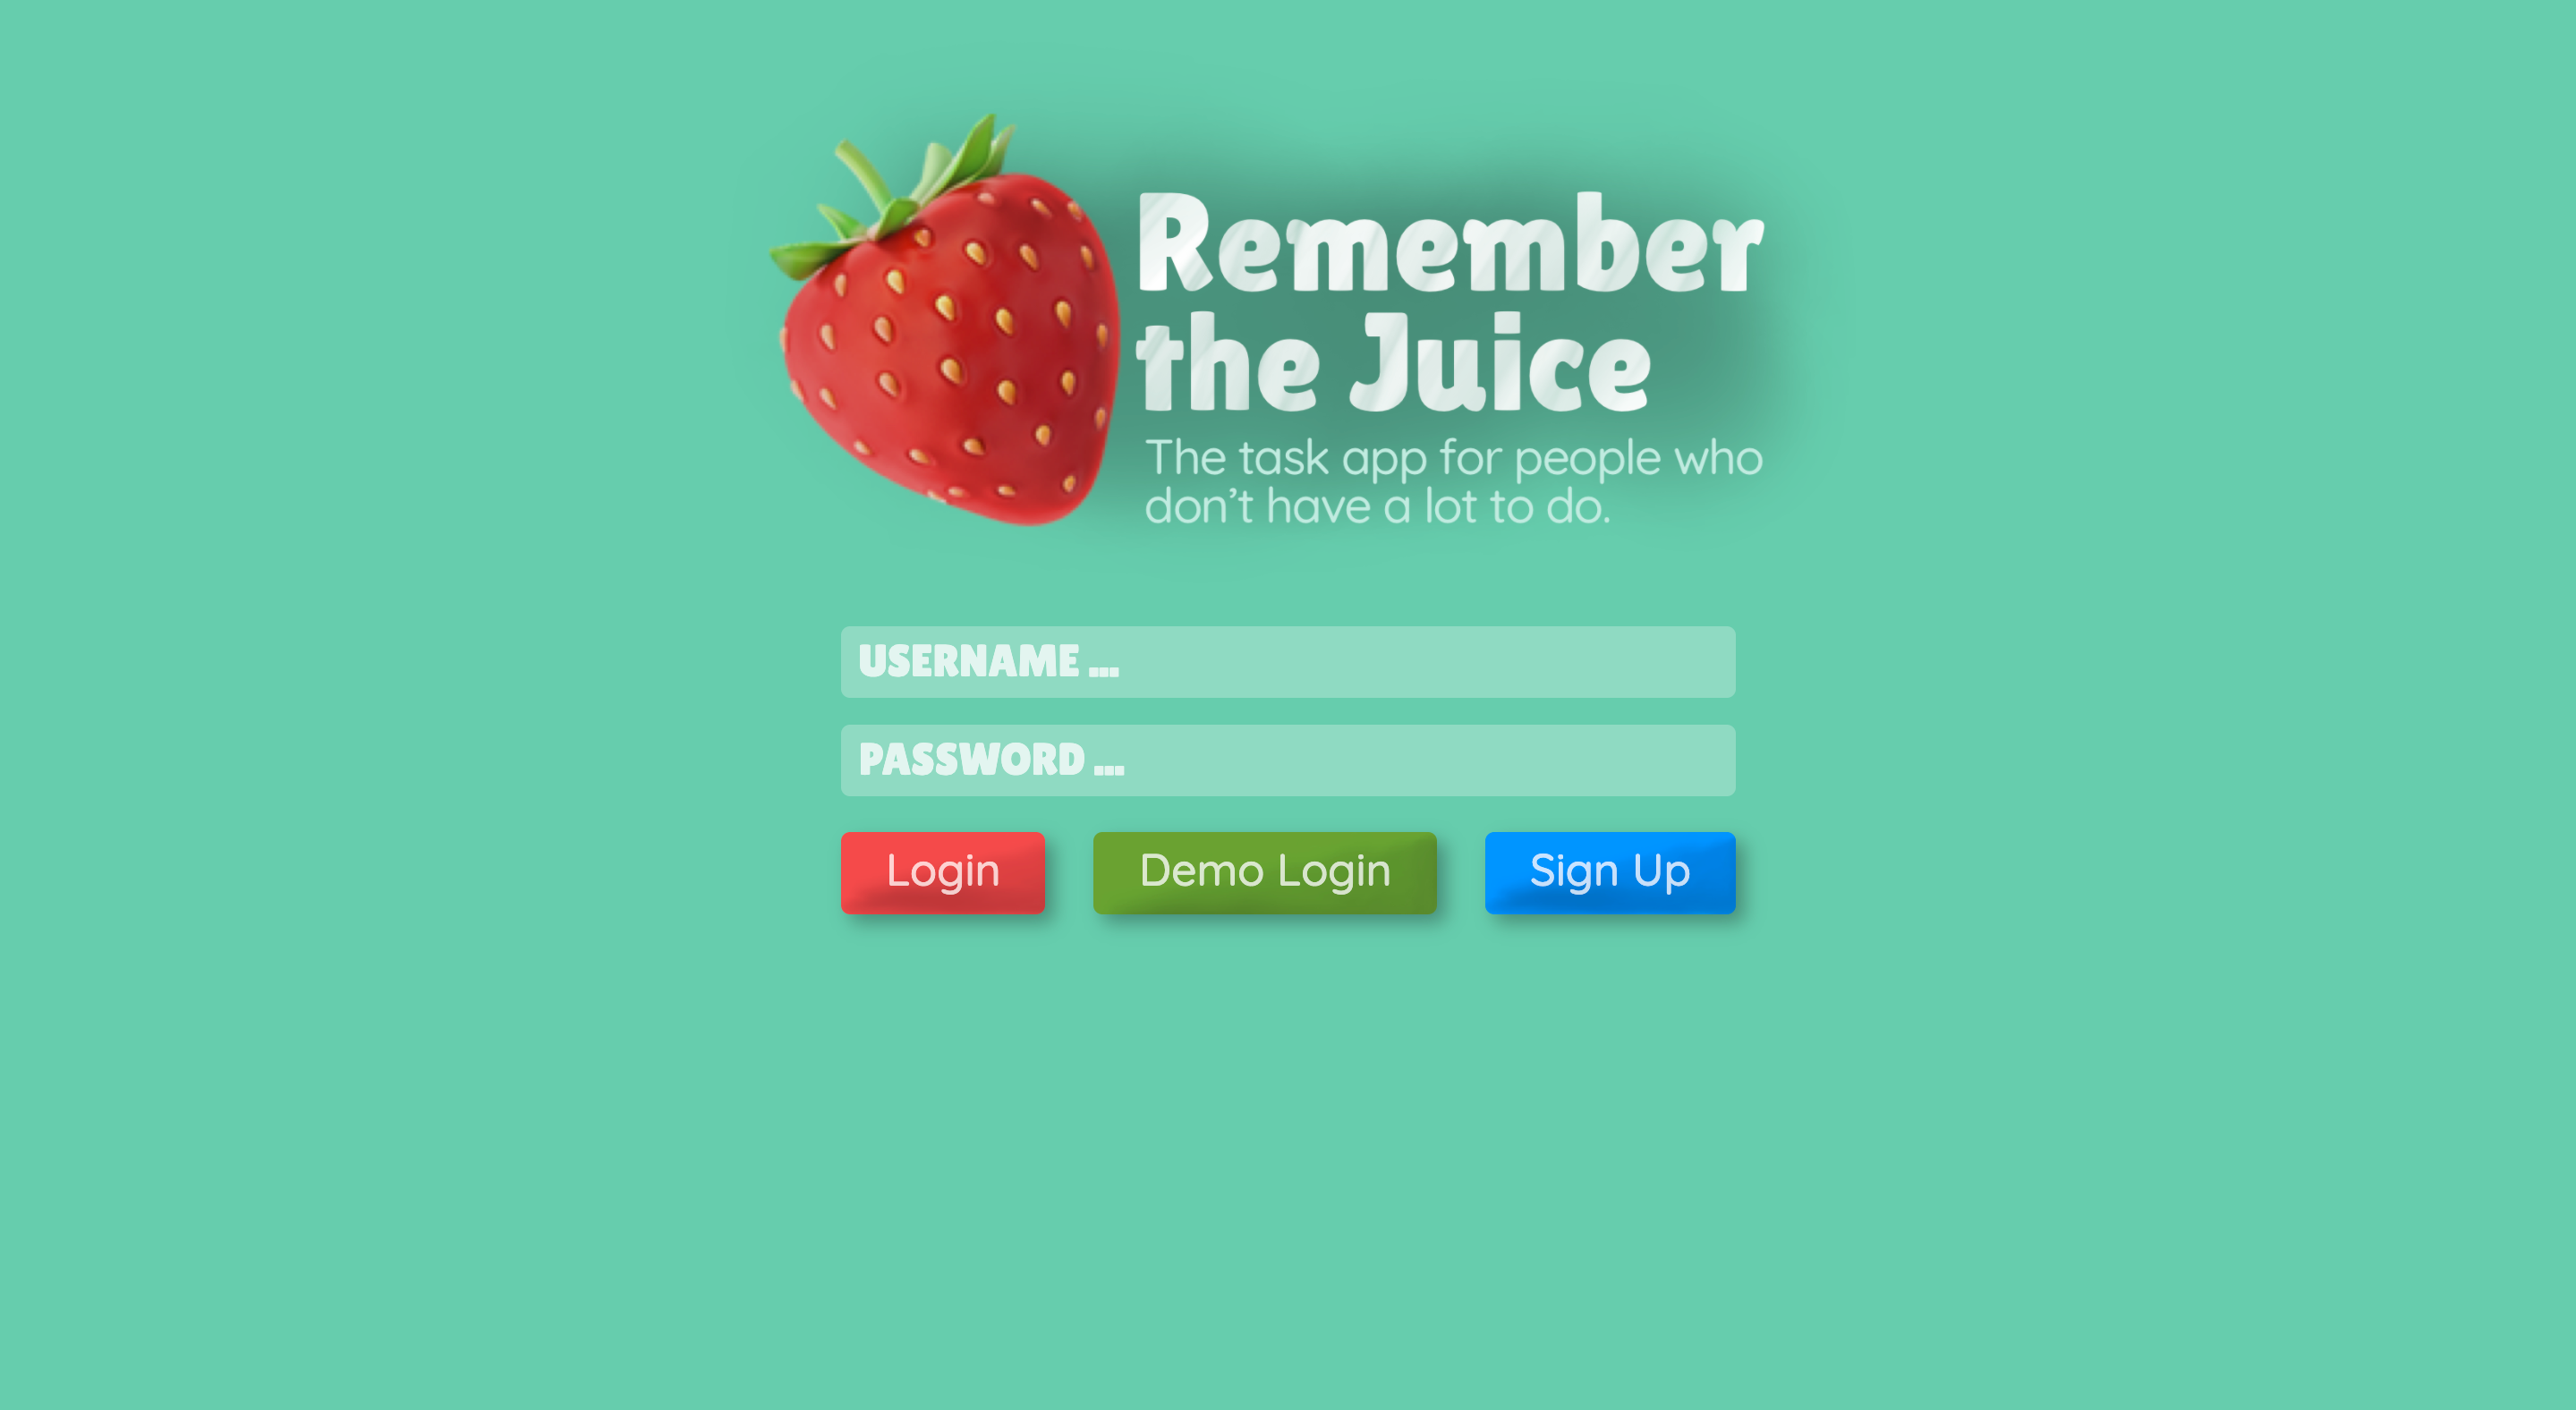 Remember
the Juice
The task app for people who
don’t have a lot to do.
USERNAME ...
PASSWORD ...
Login
Demo Login
Sign Up